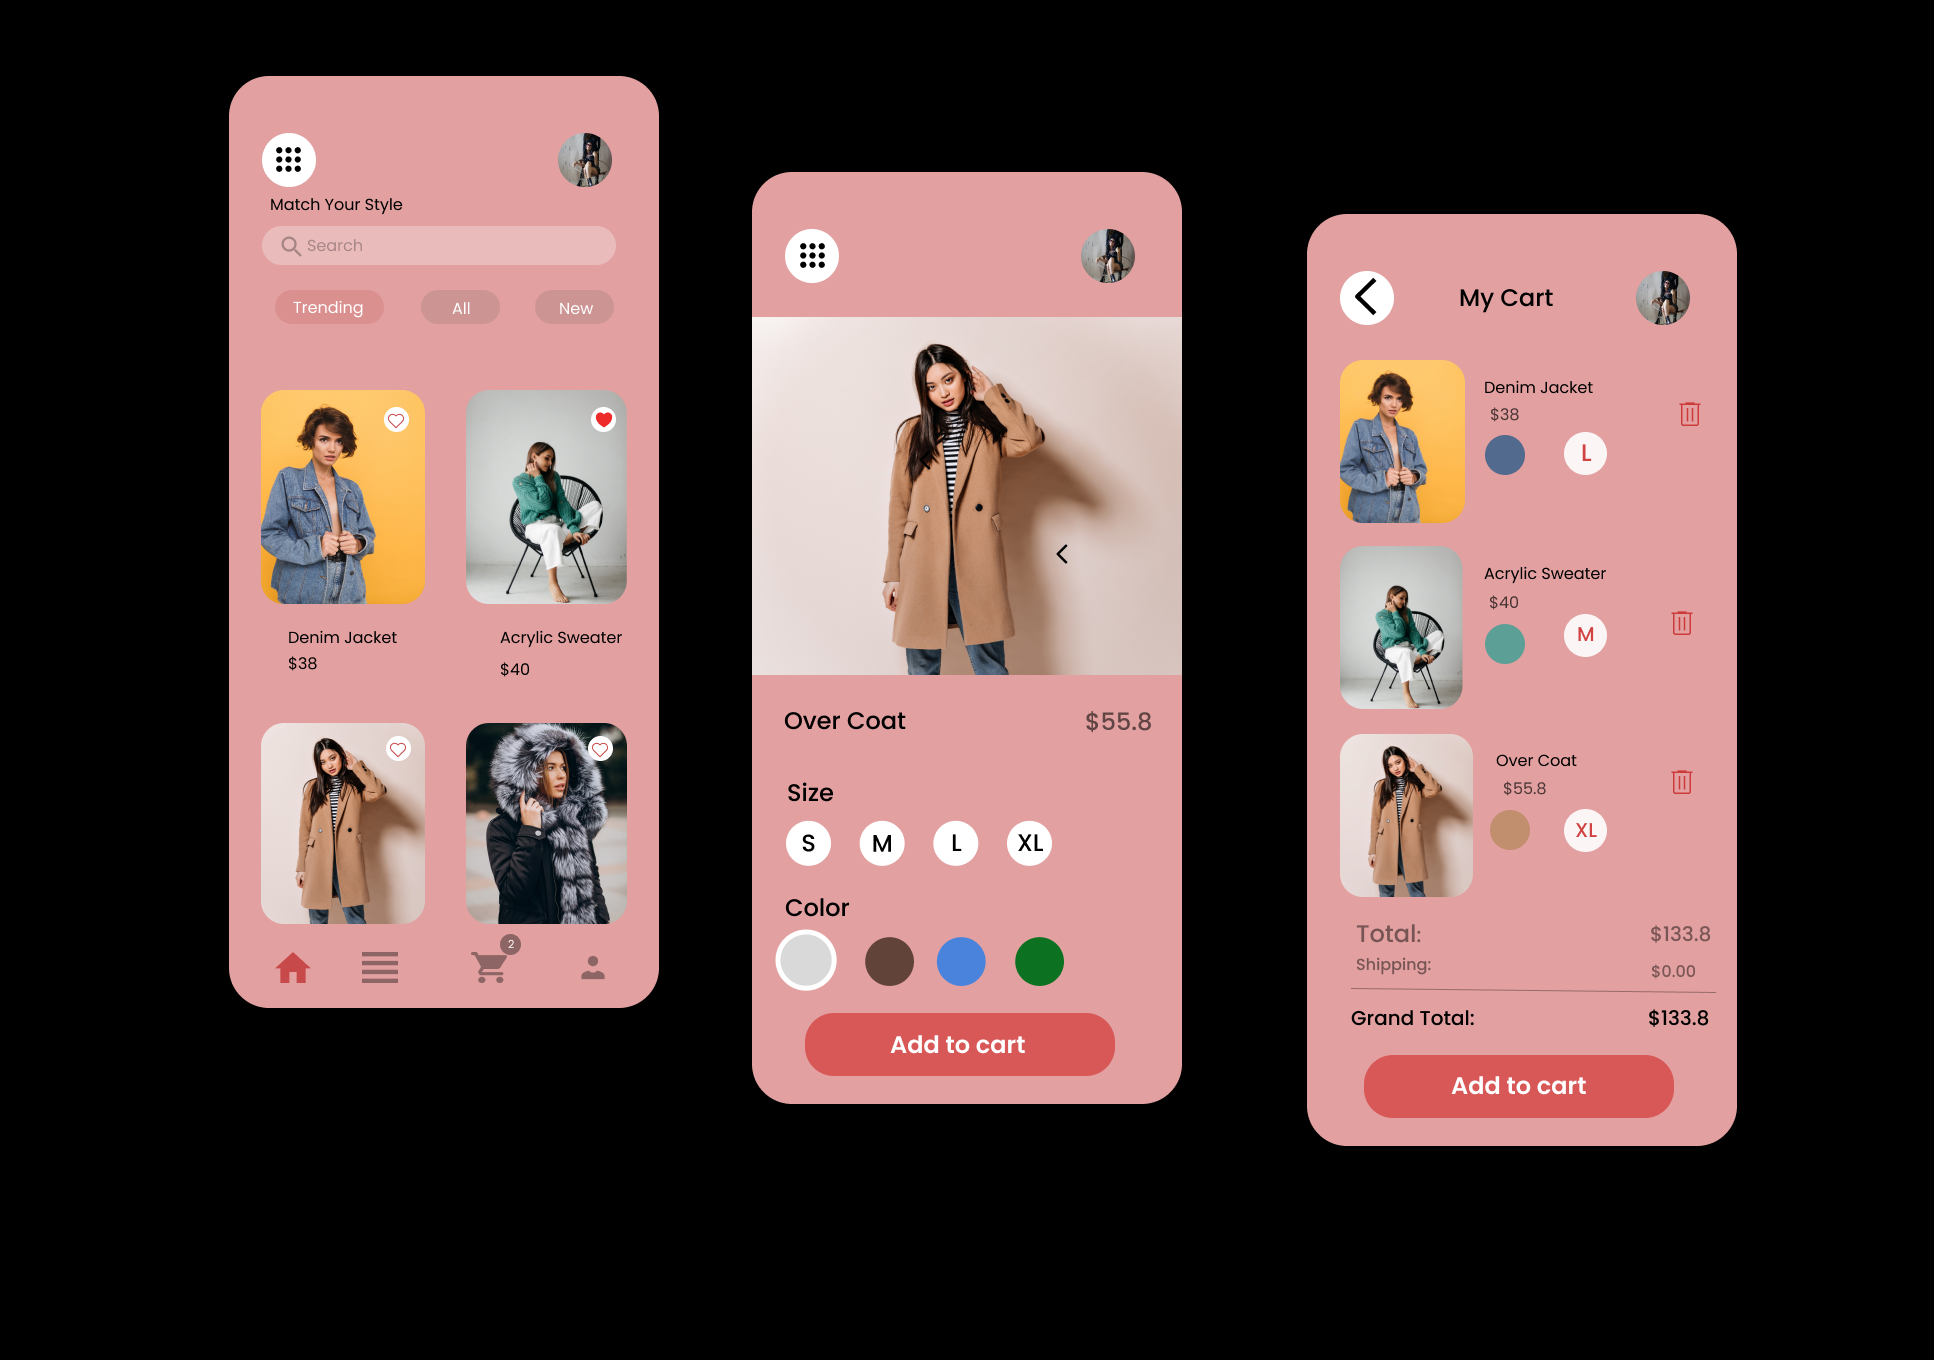 Match Your Style
Search
Trending
All
New
Denim Jacket
$38
Acrylic Sweater
$40
2
Over Coat
$55.8
Size
S
M
L
XL
Color
Add to cart
My Cart
Denim Jacket
$38
L
Acrylic Sweater
$40
M
Over Coat
$55.8
XL
Total:
$133.8
Shipping:
$0.00
Grand Total:
$133.8
Add to cart